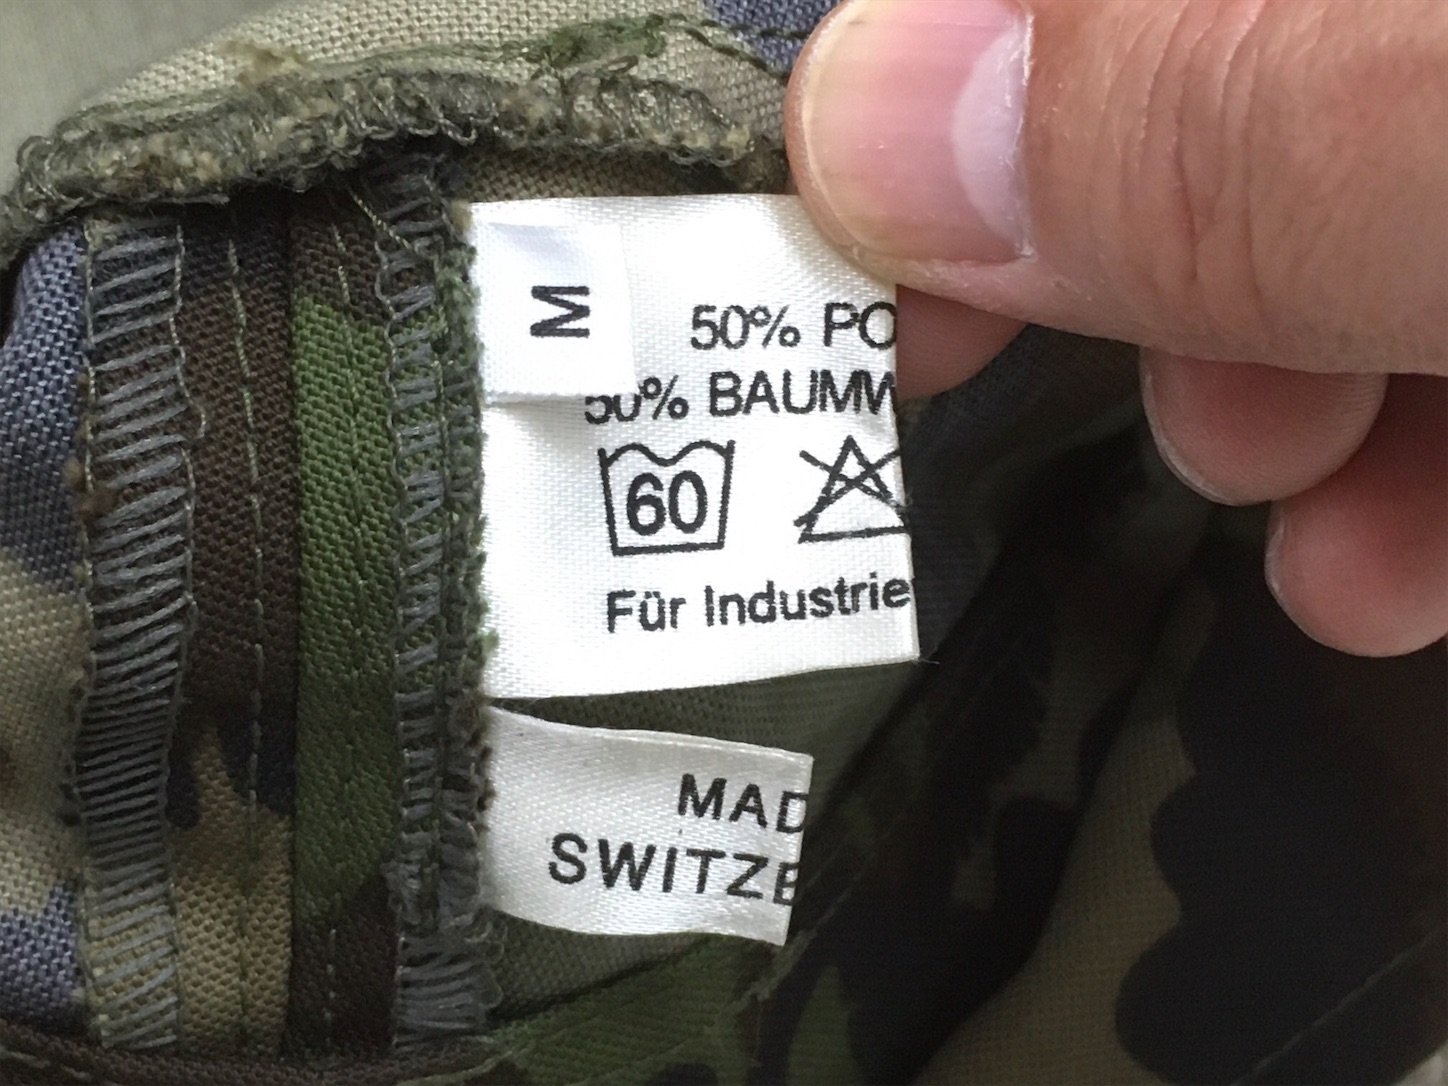 M
50% PO
50% BAUMW
60
Für Industrie
MAD
SWITZE